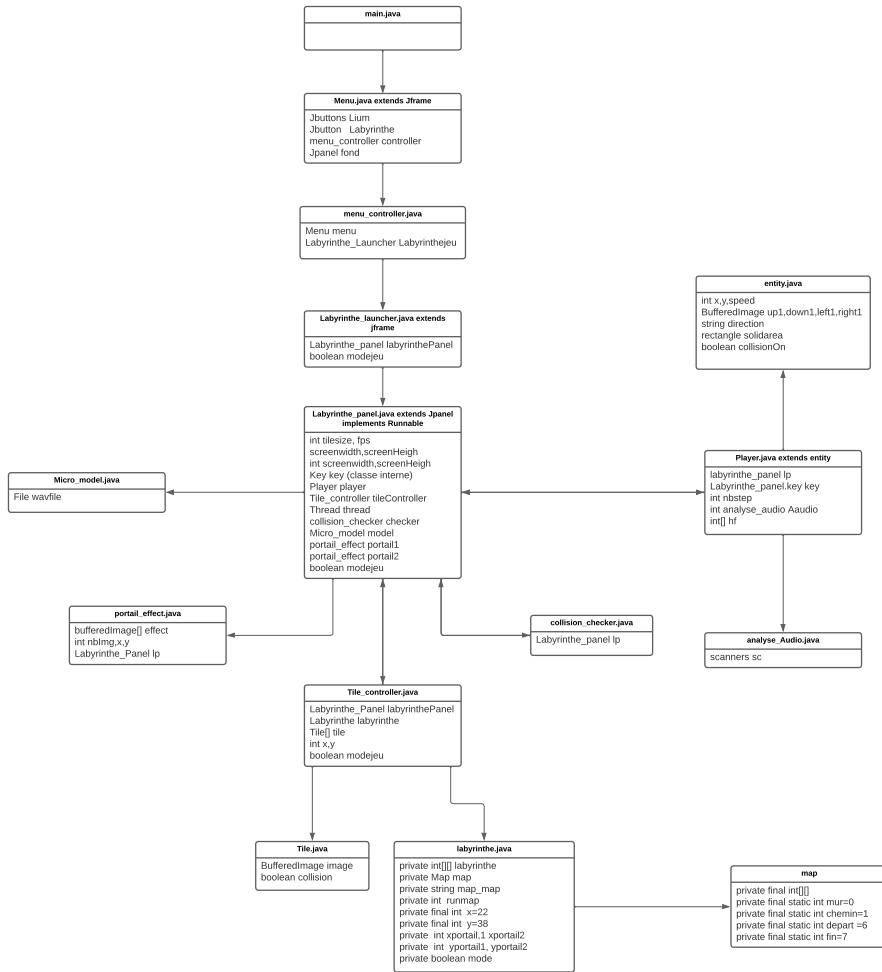 main.java
Menu.java extends Jframe
Jbuttons Lium
Jbutton Labyrinthe
menu_controller controller
Jpanel fond
menu_controller.java
Menu menu
Labyrinthe_Launcher Labyrinthejeu
Labyrinthe_launcher.java extends
jframe
Labyrinthe_panel labyrinthePanel
boolean modejeu
entity.java
int x,y,speed
BufferedImage up1,down1,left1,right1
string direction
rectangle solidarea
boolean collisionOn
Labyrinthe_panel.java extends Jpanel
implements Runnable
int tilesize, fps
screenwidth,screenHeigh
int screenwidth,screenHeigh
Key key (classe interne)
Player player
Tile_controller tileController
Thread thread
collision_checker checker
Micro_model model
portail_effect portail1
portail_effect portail2
boolean modejeu
Micro_model.java
File wavfile
Player.java extends entity
labyrinthe_panel lp
Labyrinthe_panel.key key
int nbstep
int analyse_audio Aaudio
int[] hf
portail_effect.java
bufferedImage[] effect
int nbImg,x,y
Labyrinthe_Panel lp
collision_checker.java
Labyrinthe_panel lp
analyse_Audio.java
scanners sc
Tile_controller.java
Labyrinthe_Panel labyrinthePanel
Labyrinthe labyrinthe
Tile[] tile
int x,y
boolean modejeu
Tile.java
BufferedImage image
boolean collision
labyrinthe.java
private int[][] labyrinthe
private Map map
private string map_map
private int runmap
private final int x=22
private final int y=38
private int xportail,1 xportail2
private int yportail1, yportail2
private boolean mode
map
private final int[][]
private final static int mur=0
private final static int chemin=1
private final static int depart =6
private final static int fin=7